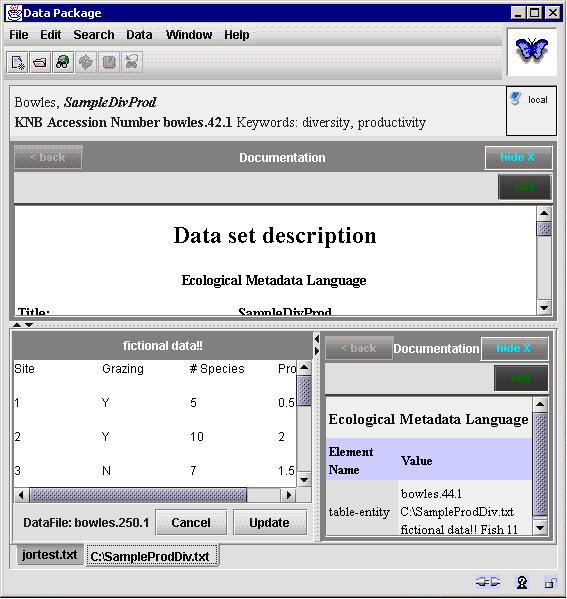 Data Package
File Edit Search Data Window Help
Bowles, SampleDivProd
KNB Accession Number bowles.42.1 Keywords: diversity, productivity
local
< back Documentation hide X
edit
Data set description
Ecological Metadata Language
Title: SampleDivProd
fictional data!!
Site Grazing # Species Pro
1 Y 5 0.5
2 Y 10 2
3 N 7 1.5
DataFile: bowles.250.1 Cancel Update
< back Documentation hide X
edit
Ecological Metadata Language
Element Name Value
table-entity
bowles.44.1
C:\SampleProdDiv.txt
fictional data!! Fish 11
jortest.txt C:\SampleProdDiv.txt